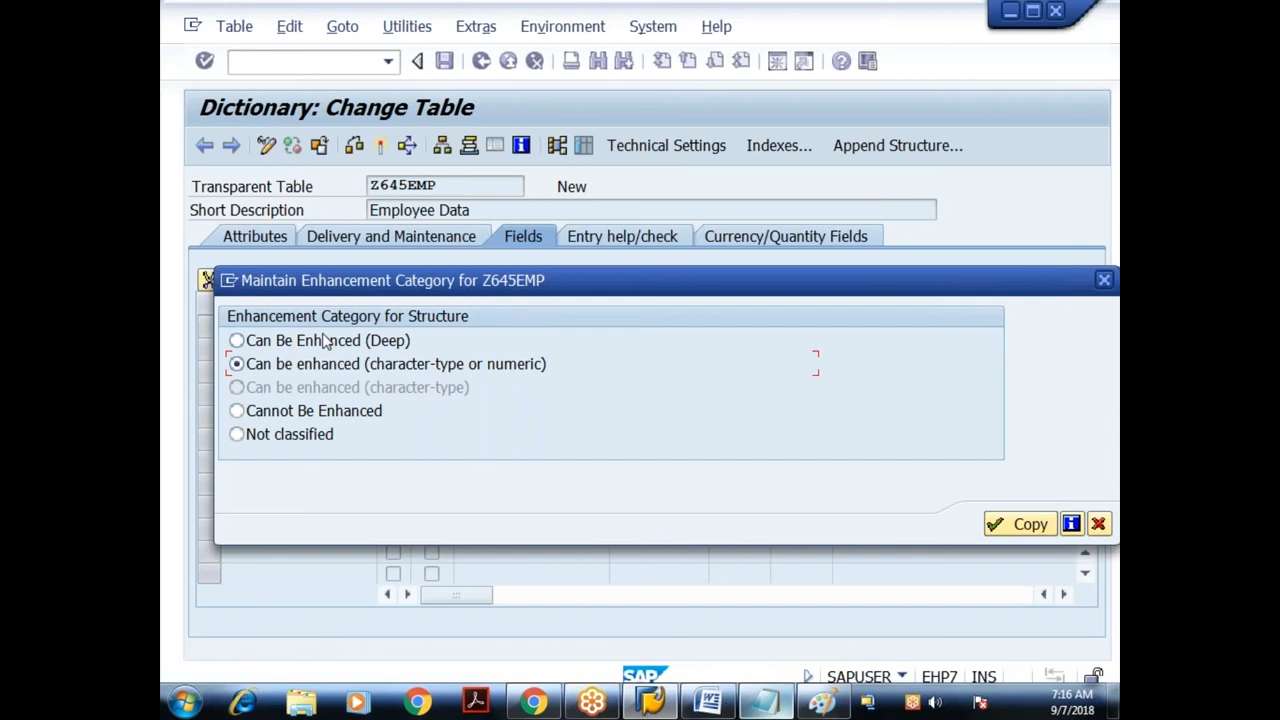 Table Edit Goto Utilities Extras Environment System Help
Dictionary: Change Table
Technical Settings Indexes... Append Structure...
Transparent Table Z645EMP New
Short Description Employee Data
Attributes Delivery and Maintenance Fields Entry help/check Currency/Quantity Fields
Maintain Enhancement Category for Z645EMP
Enhancement Category for Structure
Can Be Enhanced (Deep)
Can be enhanced (character-type or numeric)
Can be enhanced (character-type)
Cannot Be Enhanced
Not classified
Copy
SAP SAPUSER EHP7 INS
7:16 AM
9/7/2018